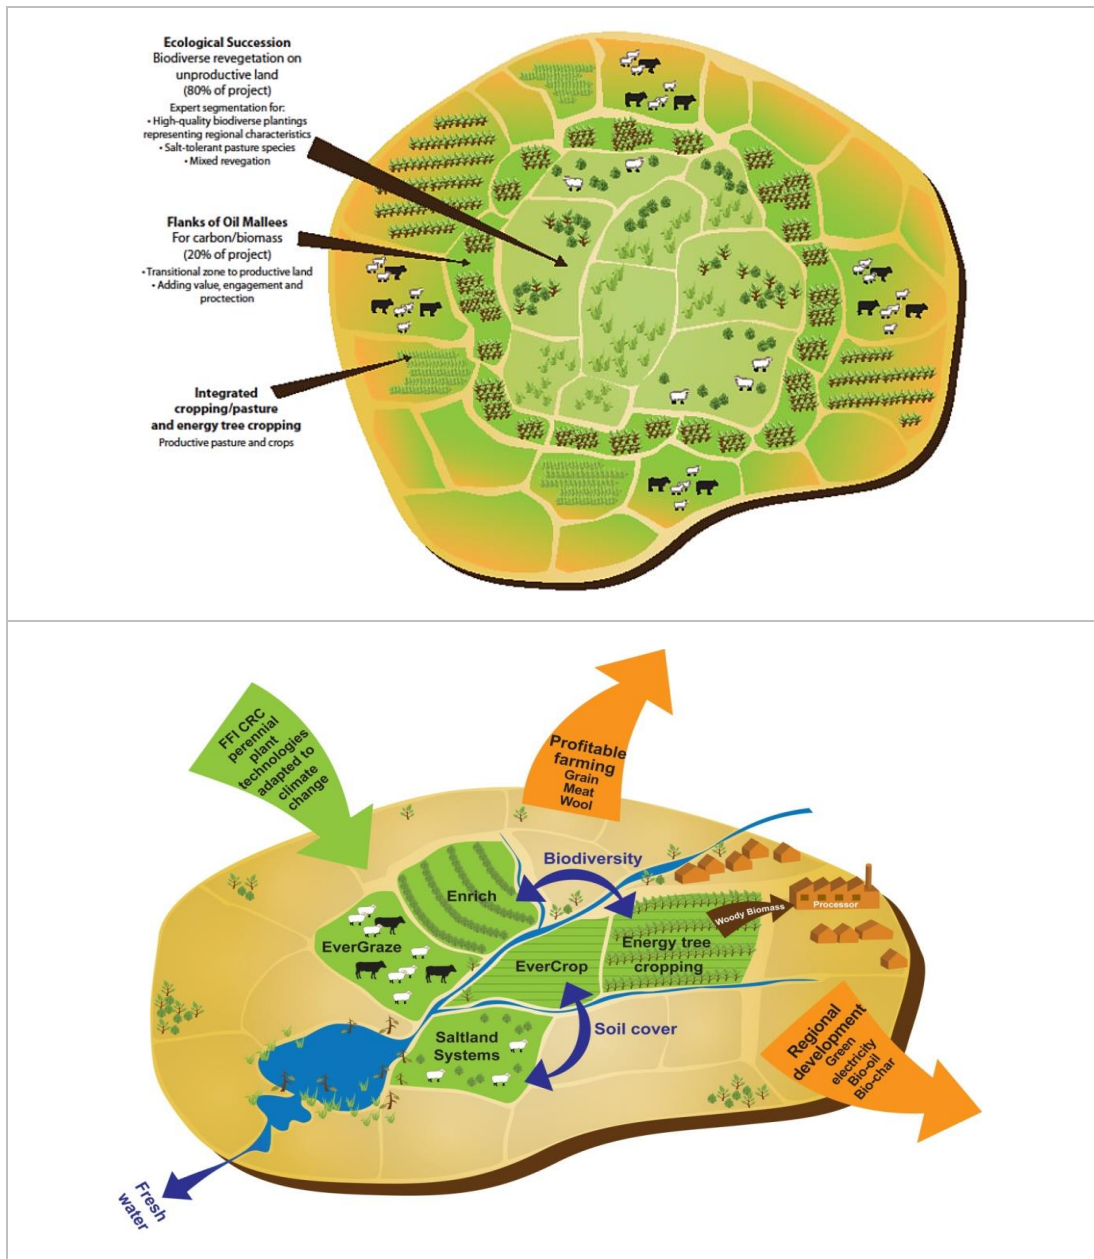 Ecological Succession
Biodiverse revegetation on
unproductive land
(80% of project)
Expert segmentation for:
• High-quality biodiverse plantings
representing regional characteristics
• Salt-tolerant pasture species
• Mixed revegation
Flanks of Oil Mallees
For carbon/biomass
(20% of project)
• Transitional zone to productive land
• Adding value, engagement and
proctection
Integrated
cropping/pasture
and energy tree cropping
Productive pasture and crops
FFI CRC
perennial
plant
technologies
adapted to
climate
change
Profitable
farming
Grain
Meat
Wool
Biodiversity
Enrich
Woody Biomass
Processor
EverGraze
EverCrop
Energy tree
cropping
Soil cover
Saltland
Systems
Regional
development
Green
electricity
Bio-oil
Bio-char
Fresh
water